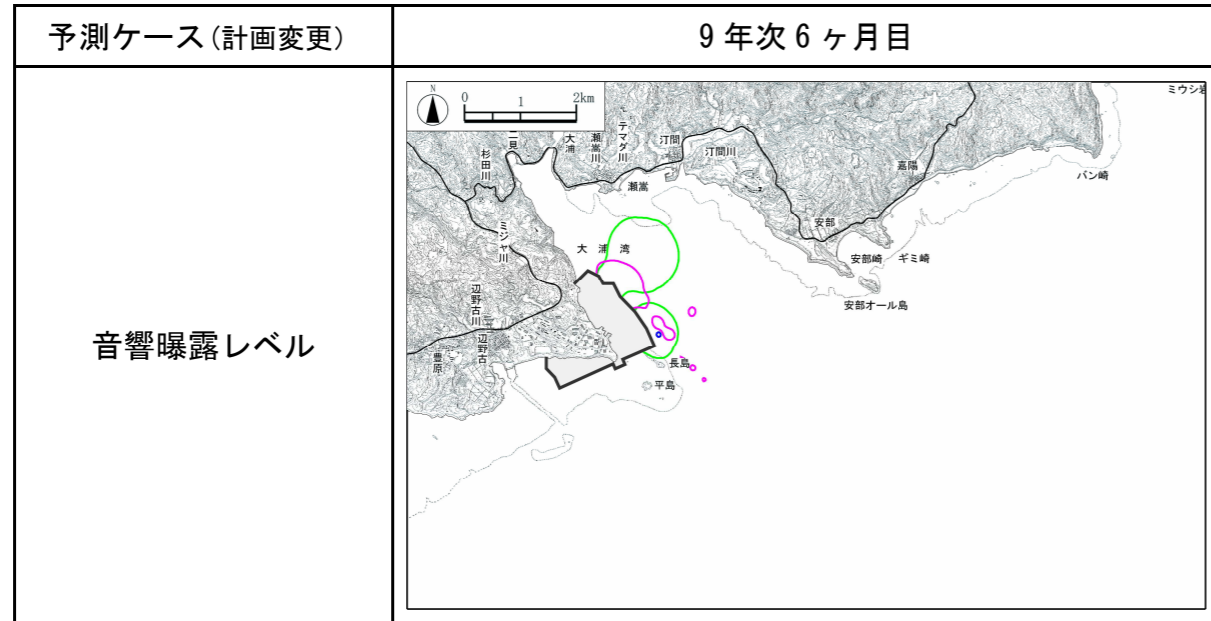 予測ケース(計画変更)
9年次6ヶ月目
音響曝露レベル
N
0 1 2km
ミウシ岩
二見
大浦
瀬嵩川
テマダ川
汀間
汀間川
杉田川
瀬嵩
嘉陽
バン崎
ミジャ川
大浦湾
安部
安部崎
ギミ崎
安部オール島
辺野古川
辺野古
豊原
長島
平島